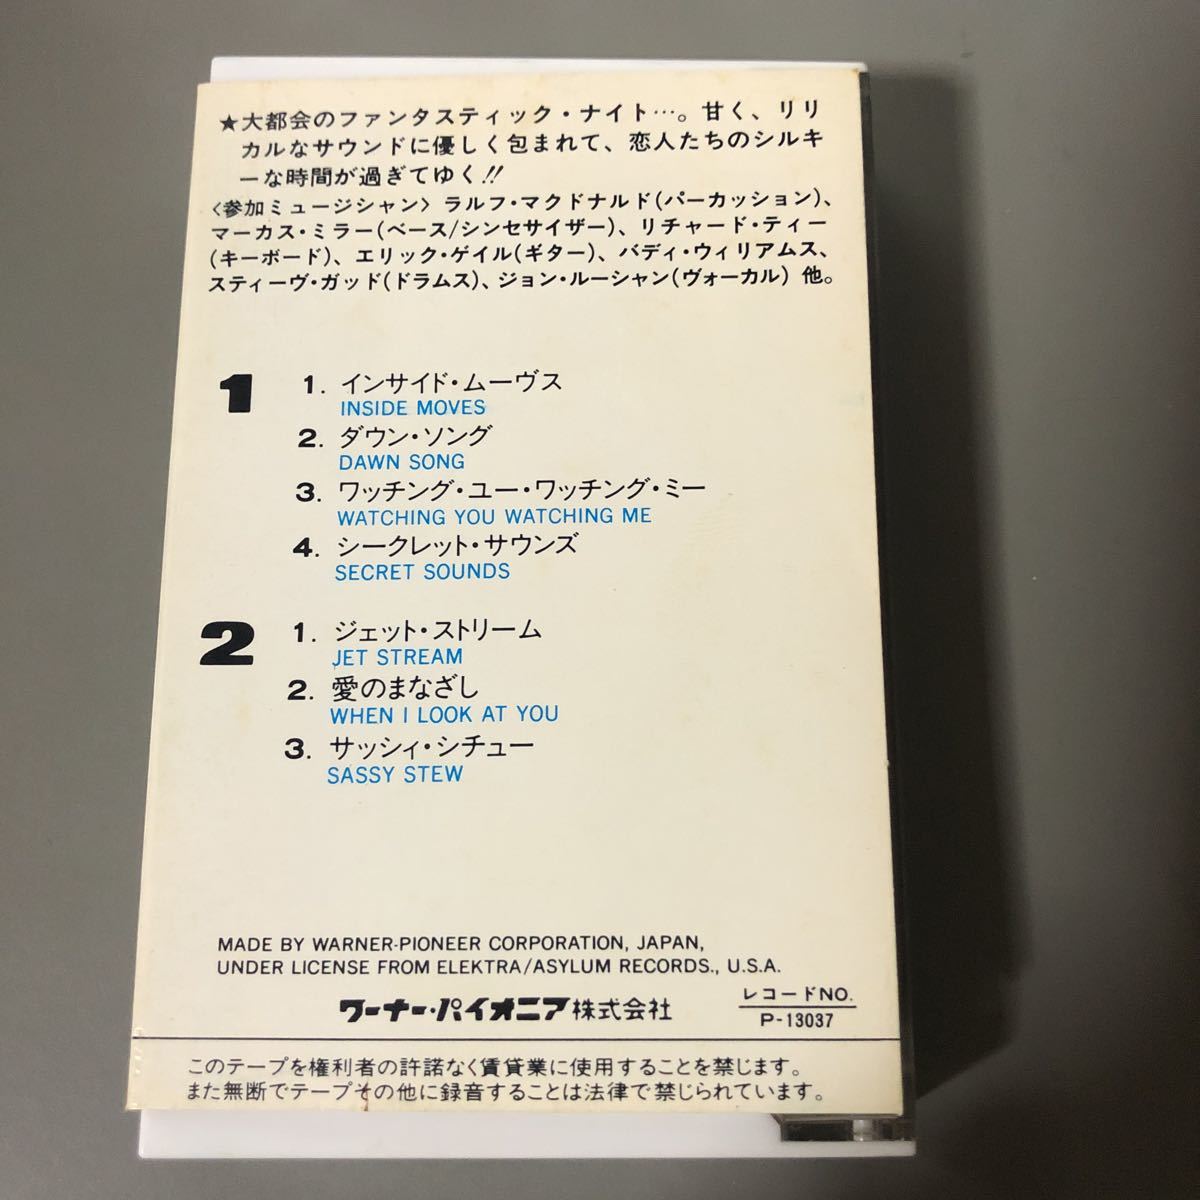 ★大都会のファンタスティック・ナイト…。甘く、リリ
カルなサウンドに優しく包まれて、恋人たちのシルキ
ーな時間が過ぎてゆく!!
〈参加ミュージシャン〉ラルフ・マクドナルド(パーカッション)、
マーカス・ミラー(ベース/シンセサイザー)、リチャード・ティー
(キーボード)、エリック・ゲイル(ギター)、バディ・ウィリアムス、
スティーヴ・ガッド(ドラムス)、ジョン・ルーシャン(ヴォーカル) 他。
1
1. インサイド・ムーヴス
INSIDE MOVES
2. ダウン・ソング
DAWN SONG
3. ワッチング・ユー・ワッチング・ミー
WATCHING YOU WATCHING ME
4. シークレット・サウンズ
SECRET SOUNDS
2
1. ジェット・ストリーム
JET STREAM
2. 愛のまなざし
WHEN I LOOK AT YOU
3. サッシィ・シチュー
SASSY STEW
MADE BY WARNER-PIONEER CORPORATION, JAPAN,
UNDER LICENSE FROM ELEKTRA/ASYLUM RECORDS., U.S.A.
ワーナー・パイオニア株式会社
レコードNO.
P-13037
このテープを権利者の許諾なく賃貸業に使用することを禁じます。
また無断でテープその他に録音することは法律で禁じられています。